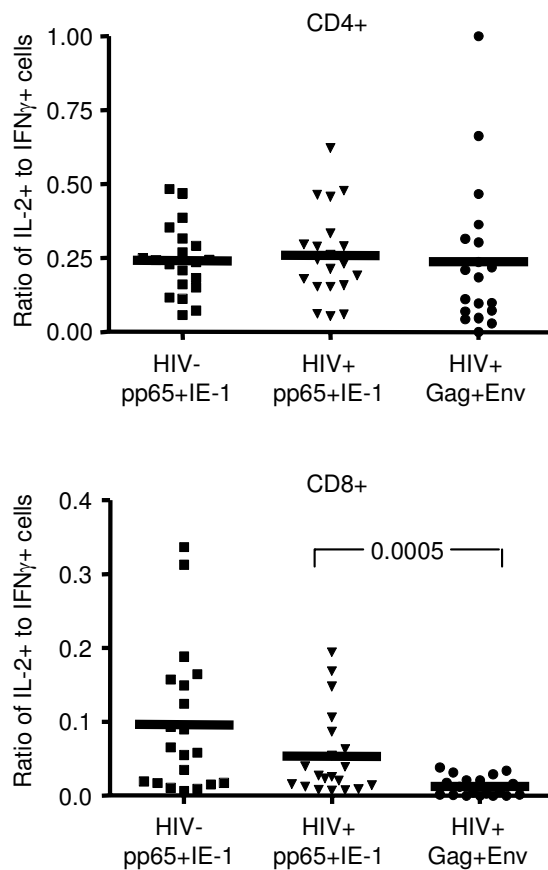 CD4+
Ratio of IL-2+ to IFNγ+ cells
1.00
0.75
0.50
0.25
0.00
HIV-
pp65+IE-1
HIV+
pp65+IE-1
HIV+
Gag+Env
CD8+
Ratio of IL-2+ to IFNγ+ cells
0.4
0.3
0.2
0.1
0.0
0.0005
HIV-
pp65+IE-1
HIV+
pp65+IE-1
HIV+
Gag+Env